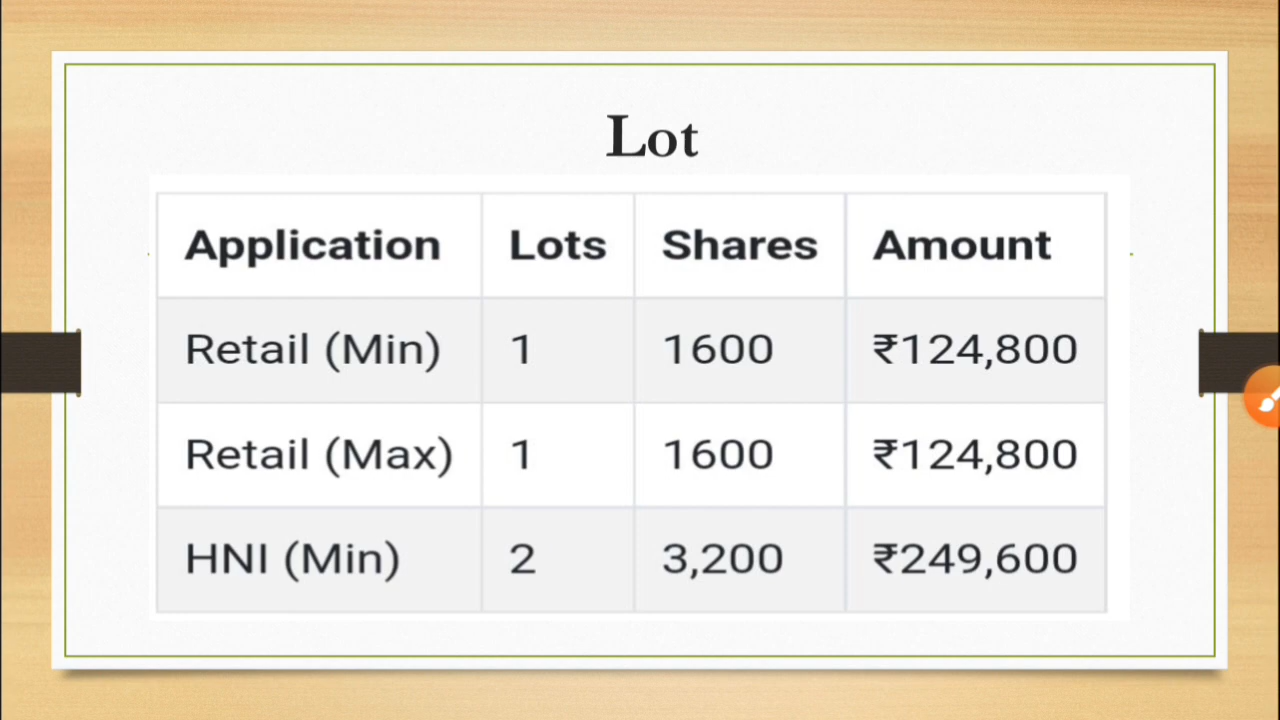 Lot
Application Lots Shares Amount
Retail (Min) 1 1600 ₹124,800
Retail (Max) 1 1600 ₹124,800
HNI (Min) 2 3,200 ₹249,600